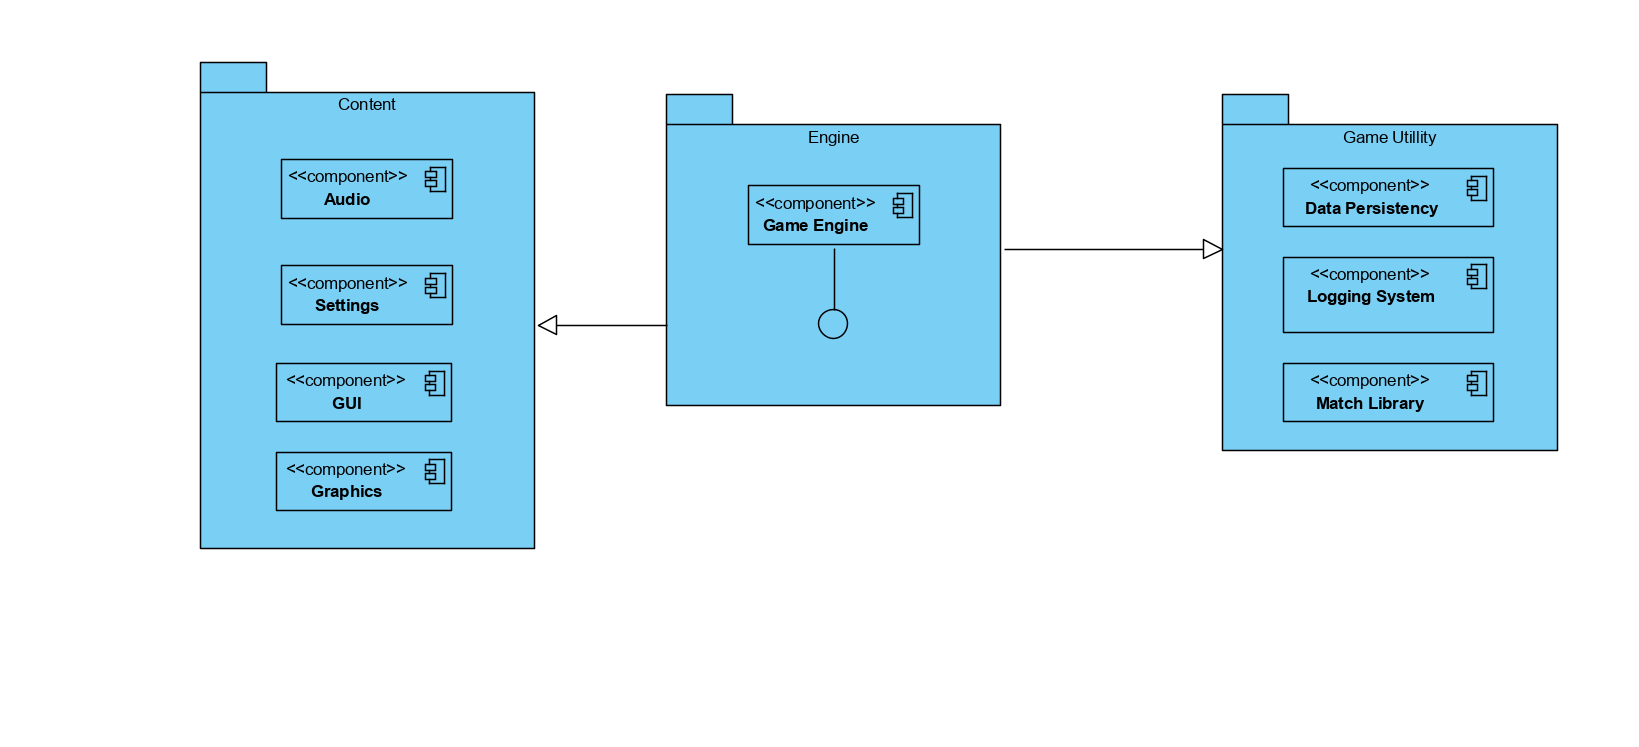 Content
<<component>>
Audio
<<component>>
Settings
<<component>>
GUI
<<component>>
Graphics
Engine
<<component>>
Game Engine
Game Utillity
<<component>>
Data Persistency
<<component>>
Logging System
<<component>>
Match Library